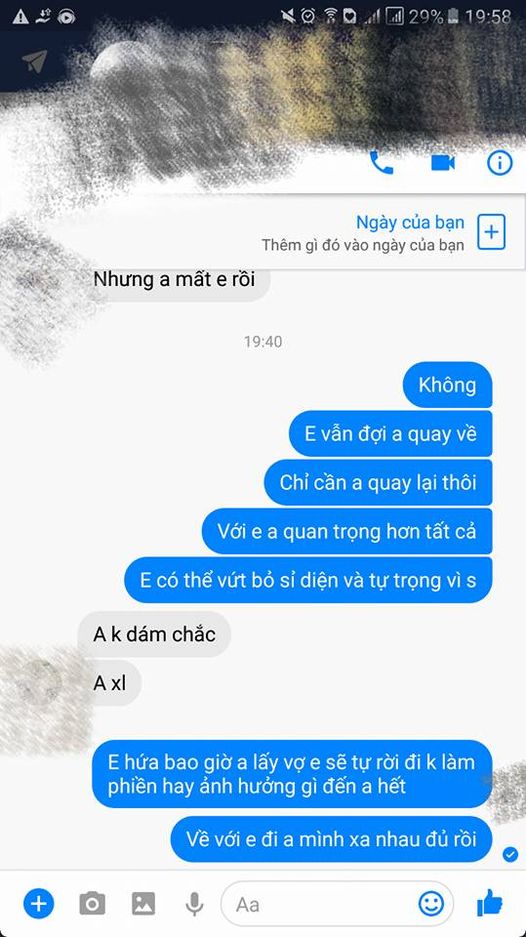 29% 19:58
Ngày của bạn
Thêm gì đó vào ngày của bạn
Nhưng a mất e rồi
19:40
Không
E vẫn đợi a quay về
Chỉ cần a quay lại thôi
Với e a quan trọng hơn tất cả
E có thể vứt bỏ sỉ diện và tự trọng vì s
A k dám chắc
A xl
E hứa bao giờ a lấy vợ e sẽ tự rời đi k làm
phiền hay ảnh hưởng gì đến a hết
Về với e đi a mình xa nhau đủ rồi
Aa